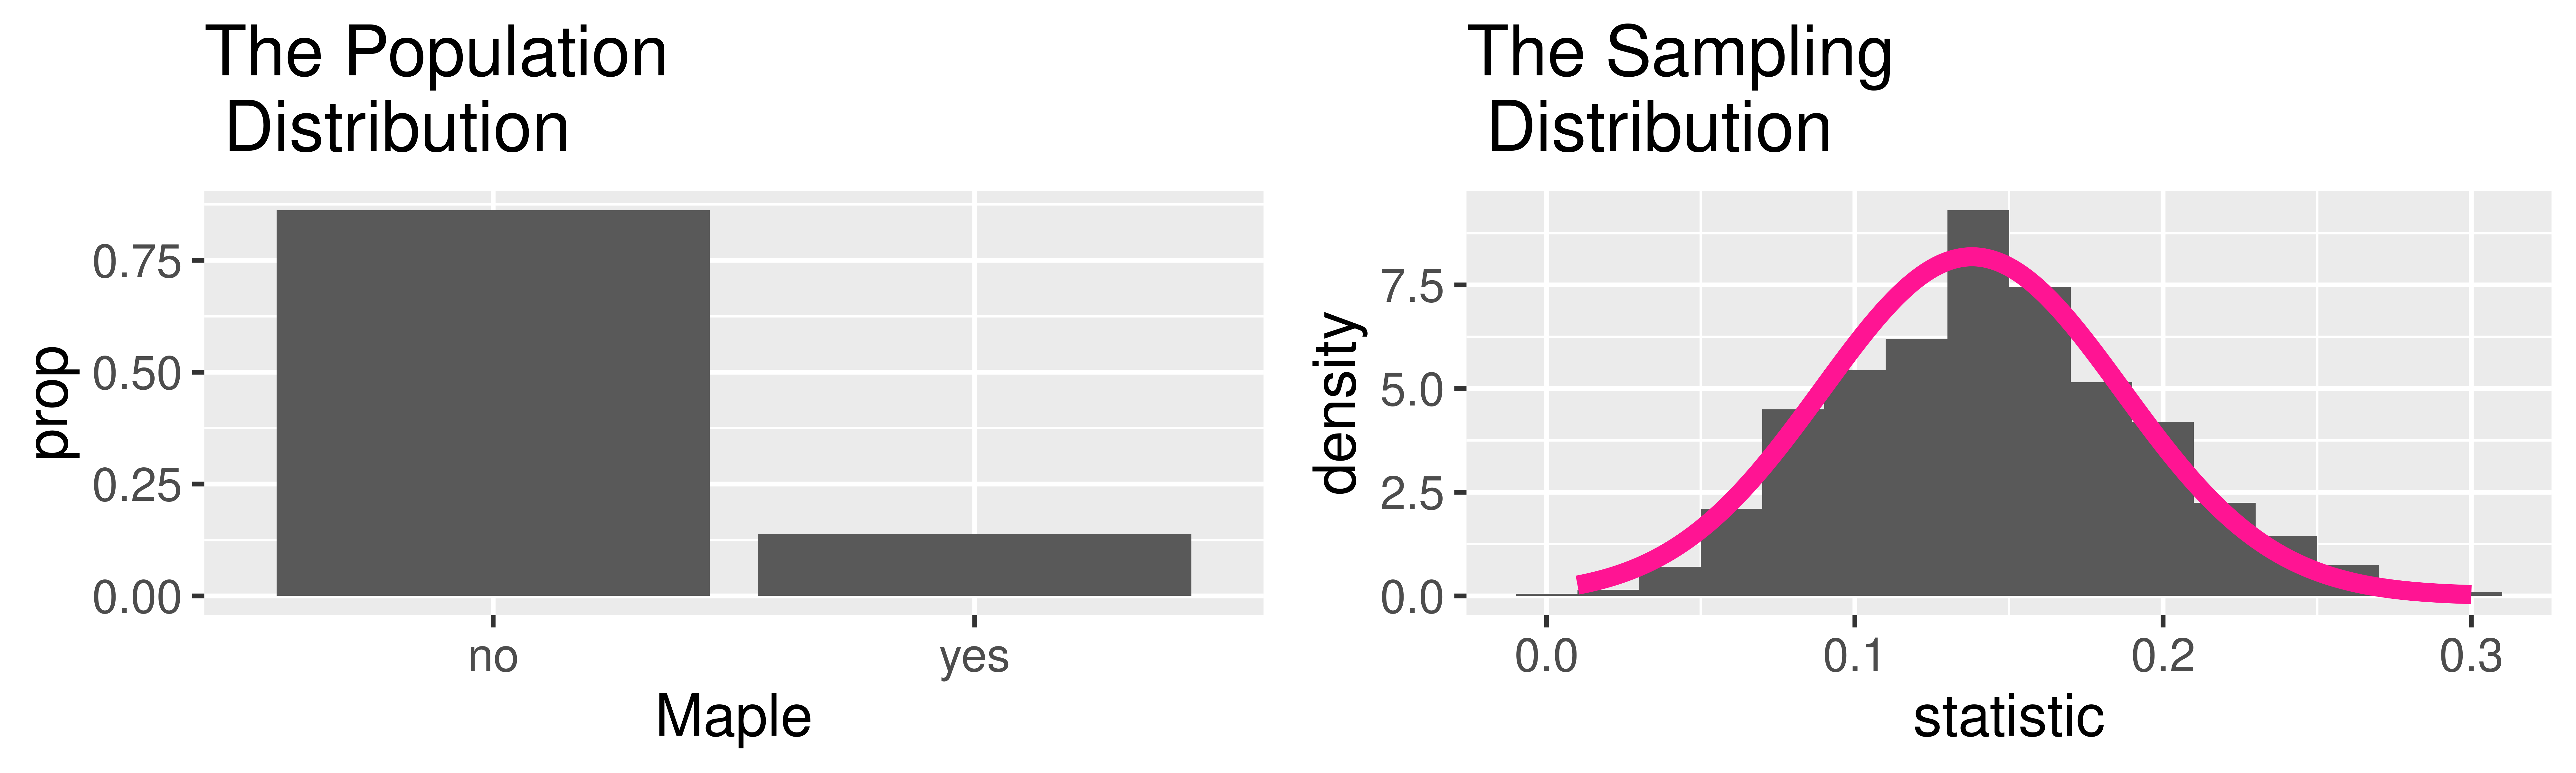 The Population
Distribution
prop
0.75
0.50
0.25
0.00
no yes
Maple
The Sampling
Distribution
density
7.5
5.0
2.5
0.0
0.0 0.1 0.2 0.3
statistic